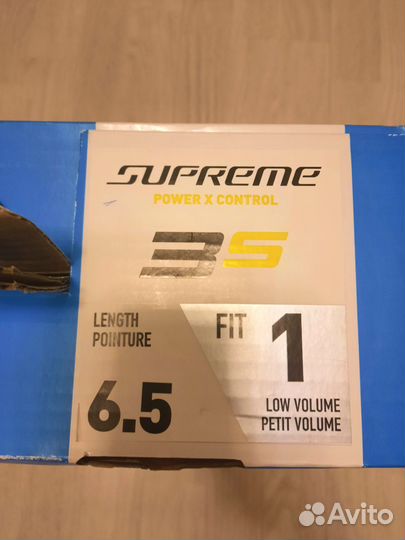 SUPREME
POWER X CONTROL
3S
LENGTH
POINTURE
6.5
FIT
1
LOW VOLUME
PETIT VOLUME
Avito